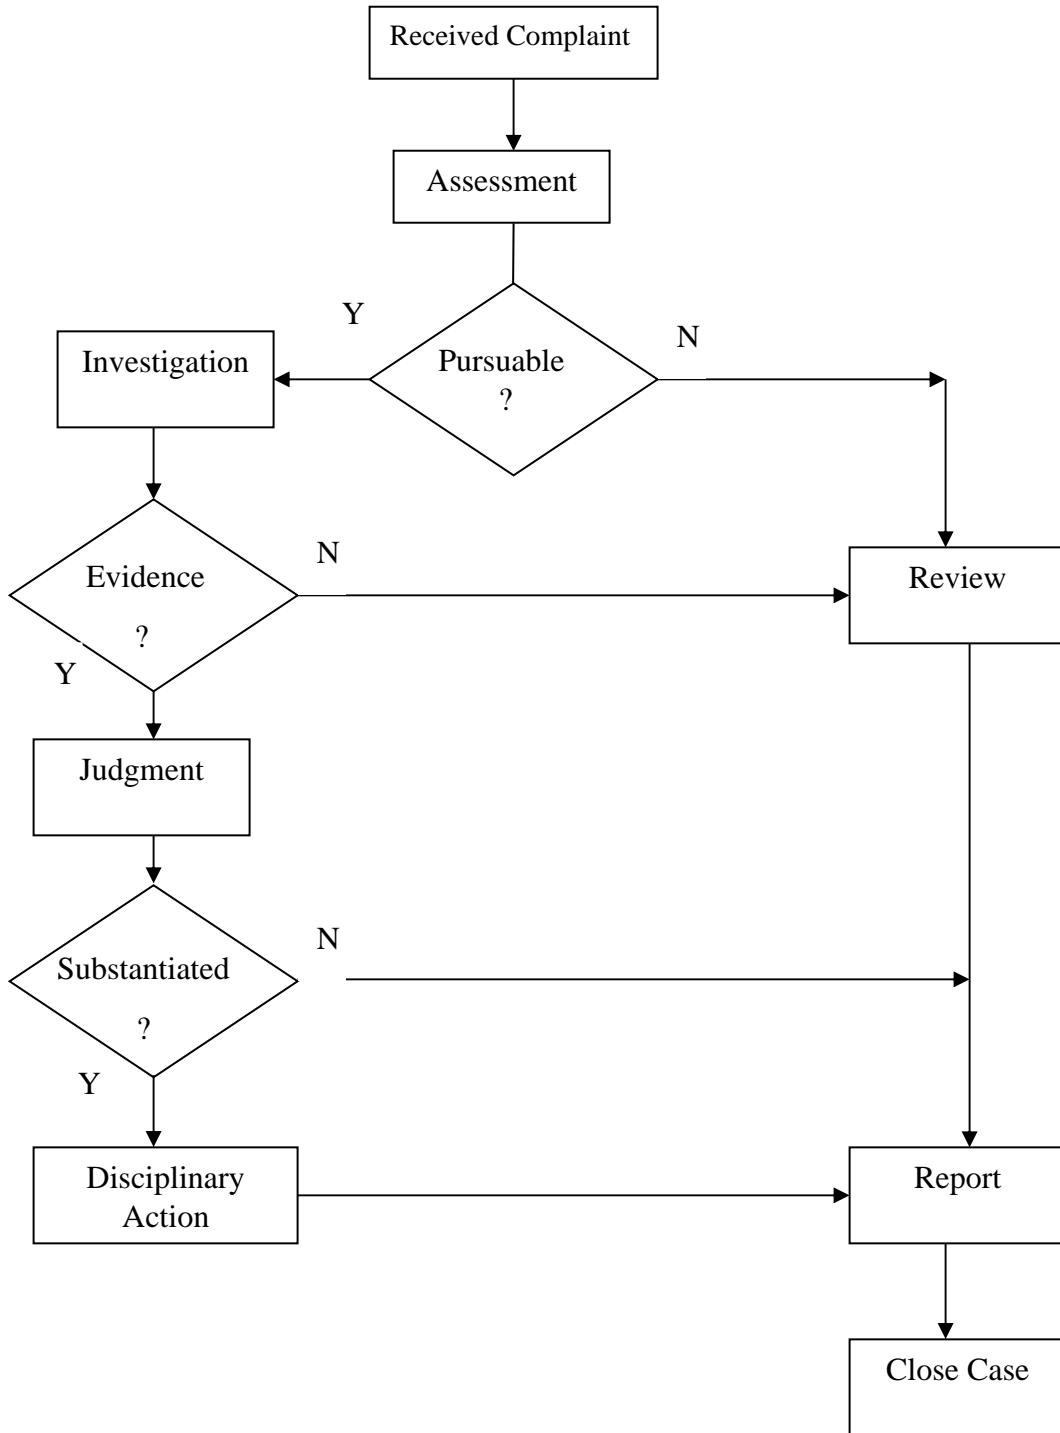 Received Complaint
Assessment
Y
N
Investigation
Pursuable
?
N
Evidence
?
Review
Y
Judgment
N
Substantiated
?
Y
Disciplinary
Action
Report
Close Case